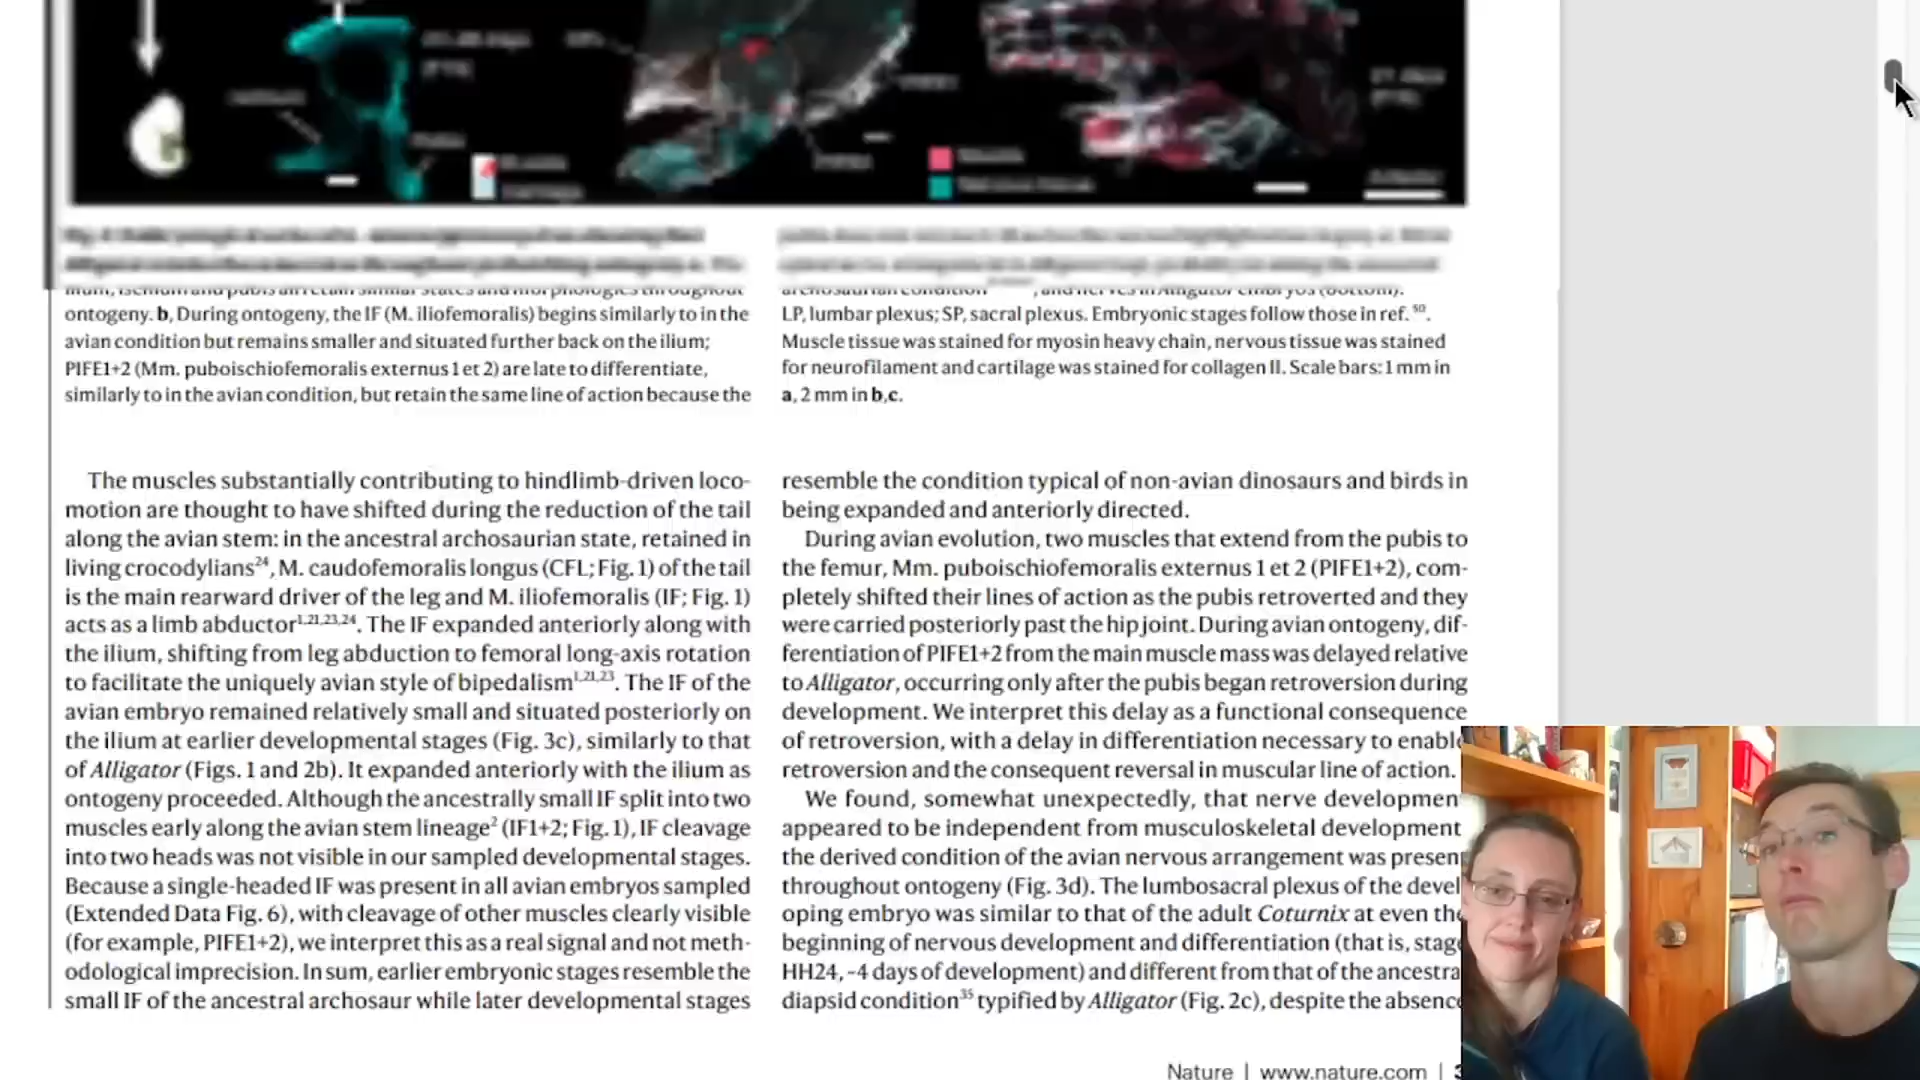 ontogeny. b, During ontogeny, the IF (M. iliofemoralis) begins similarly to in the
avian condition but remains smaller and situated further back on the ilium;
PIFE1+2 (Mm. puboischiofemoralis externus 1 et 2) are late to differentiate,
similarly to in the avian condition, but retain the same line of action because the
LP, lumbar plexus; SP, sacral plexus. Embryonic stages follow those in ref. 50.
Muscle tissue was stained for myosin heavy chain, nervous tissue was stained
for neurofilament and cartilage was stained for collagen II. Scale bars: 1 mm in
a, 2 mm in b,c.
The muscles substantially contributing to hindlimb-driven loco-
motion are thought to have shifted during the reduction of the tail
along the avian stem: in the ancestral archosaurian state, retained in
living crocodylians24, M. caudofemoralis longus (CFL; Fig. 1) of the tail
is the main rearward driver of the leg and M. iliofemoralis (IF; Fig. 1)
acts as a limb abductor1,21,23,24. The IF expanded anteriorly along with
the ilium, shifting from leg abduction to femoral long-axis rotation
to facilitate the uniquely avian style of bipedalism1,21,23. The IF of the
avian embryo remained relatively small and situated posteriorly on
the ilium at earlier developmental stages (Fig. 3c), similarly to that
of Alligator (Figs. 1 and 2b). It expanded anteriorly with the ilium as
ontogeny proceeded. Although the ancestrally small IF split into two
muscles early along the avian stem lineage2 (IF1+2; Fig. 1), IF cleavage
into two heads was not visible in our sampled developmental stages.
Because a single-headed IF was present in all avian embryos sampled
(Extended Data Fig. 6), with cleavage of other muscles clearly visible
(for example, PIFE1+2), we interpret this as a real signal and not meth-
odological imprecision. In sum, earlier embryonic stages resemble the
small IF of the ancestral archosaur while later developmental stages
resemble the condition typical of non-avian dinosaurs and birds in
being expanded and anteriorly directed.
During avian evolution, two muscles that extend from the pubis to
the femur, Mm. puboischiofemoralis externus 1 et 2 (PIFE1+2), com-
pletely shifted their lines of action as the pubis retroverted and they
were carried posteriorly past the hip joint. During avian ontogeny, dif-
ferentiation of PIFE1+2 from the main muscle mass was delayed relative
to Alligator, occurring only after the pubis began retroversion during
development. We interpret this delay as a functional consequence
of retroversion, with a delay in differentiation necessary to enable
retroversion and the consequent reversal in muscular line of action.
We found, somewhat unexpectedly, that nerve developmen
appeared to be independent from musculoskeletal development
the derived condition of the avian nervous arrangement was present
throughout ontogeny (Fig. 3d). The lumbosacral plexus of the devel
oping embryo was similar to that of the adult Coturnix at even the
beginning of nervous development and differentiation (that is, stage
HH24, ~4 days of development) and different from that of the ancestra
diapsid condition35 typified by Alligator (Fig. 2c), despite the absence
Nature | www.nature.com |